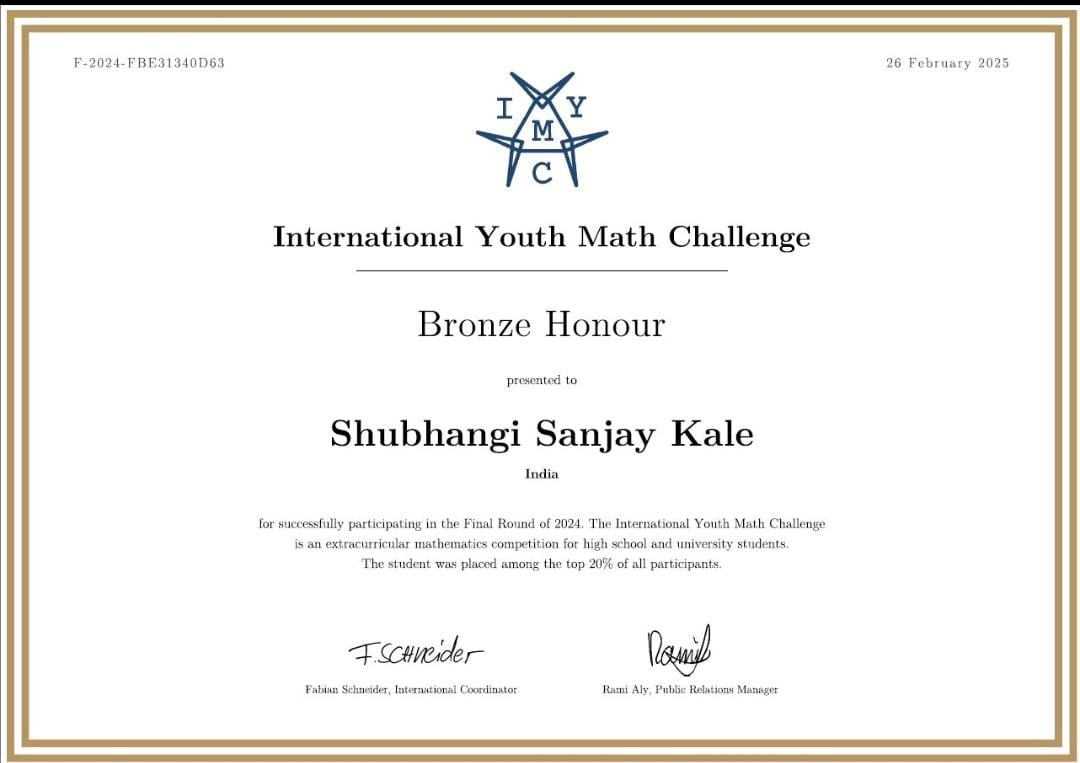 F-2024-FBE31340D63
26 February 2025
I Y
M
C
International Youth Math Challenge
Bronze Honour
presented to
Shubhangi Sanjay Kale
India
for successfully participating in the Final Round of 2024. The International Youth Math Challenge
is an extracurricular mathematics competition for high school and university students.
The student was placed among the top 20% of all participants.
F. Schneider
Rami
Fabian Schneider, International Coordinator
Rami Aly, Public Relations Manager